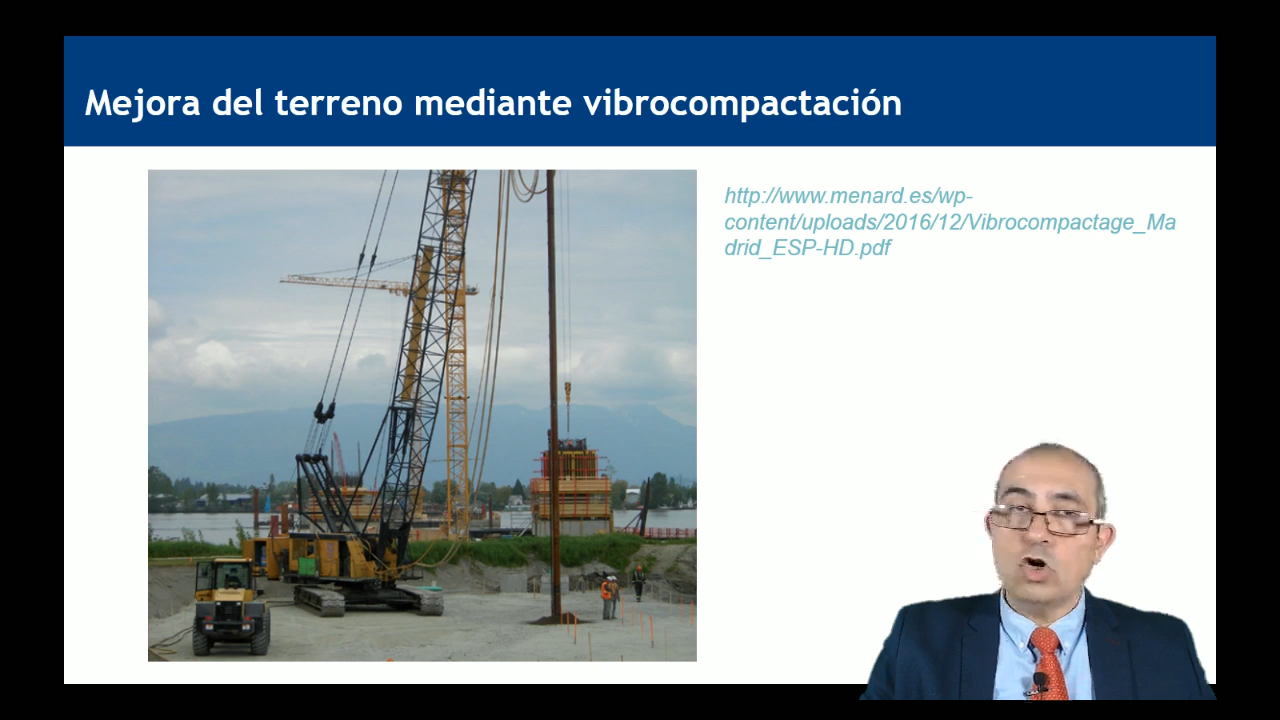 Mejora del terreno mediante vibrocompactación
http://www.menard.es/wp-
content/uploads/2016/12/Vibrocompactage_Ma
drid_ESP-HD.pdf